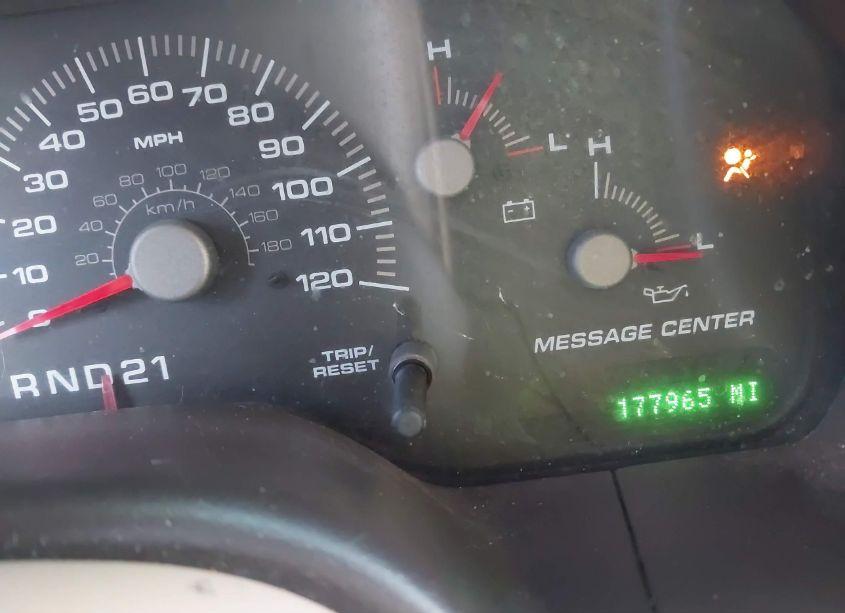 60
70
50
80
40
90
MPH
30
100
20
110
10
120
0
80 100 120
60 140
km/h
40 160
20 180
H
L
H
L
TRIP/
RESET
RND21
MESSAGE CENTER
177965 MI